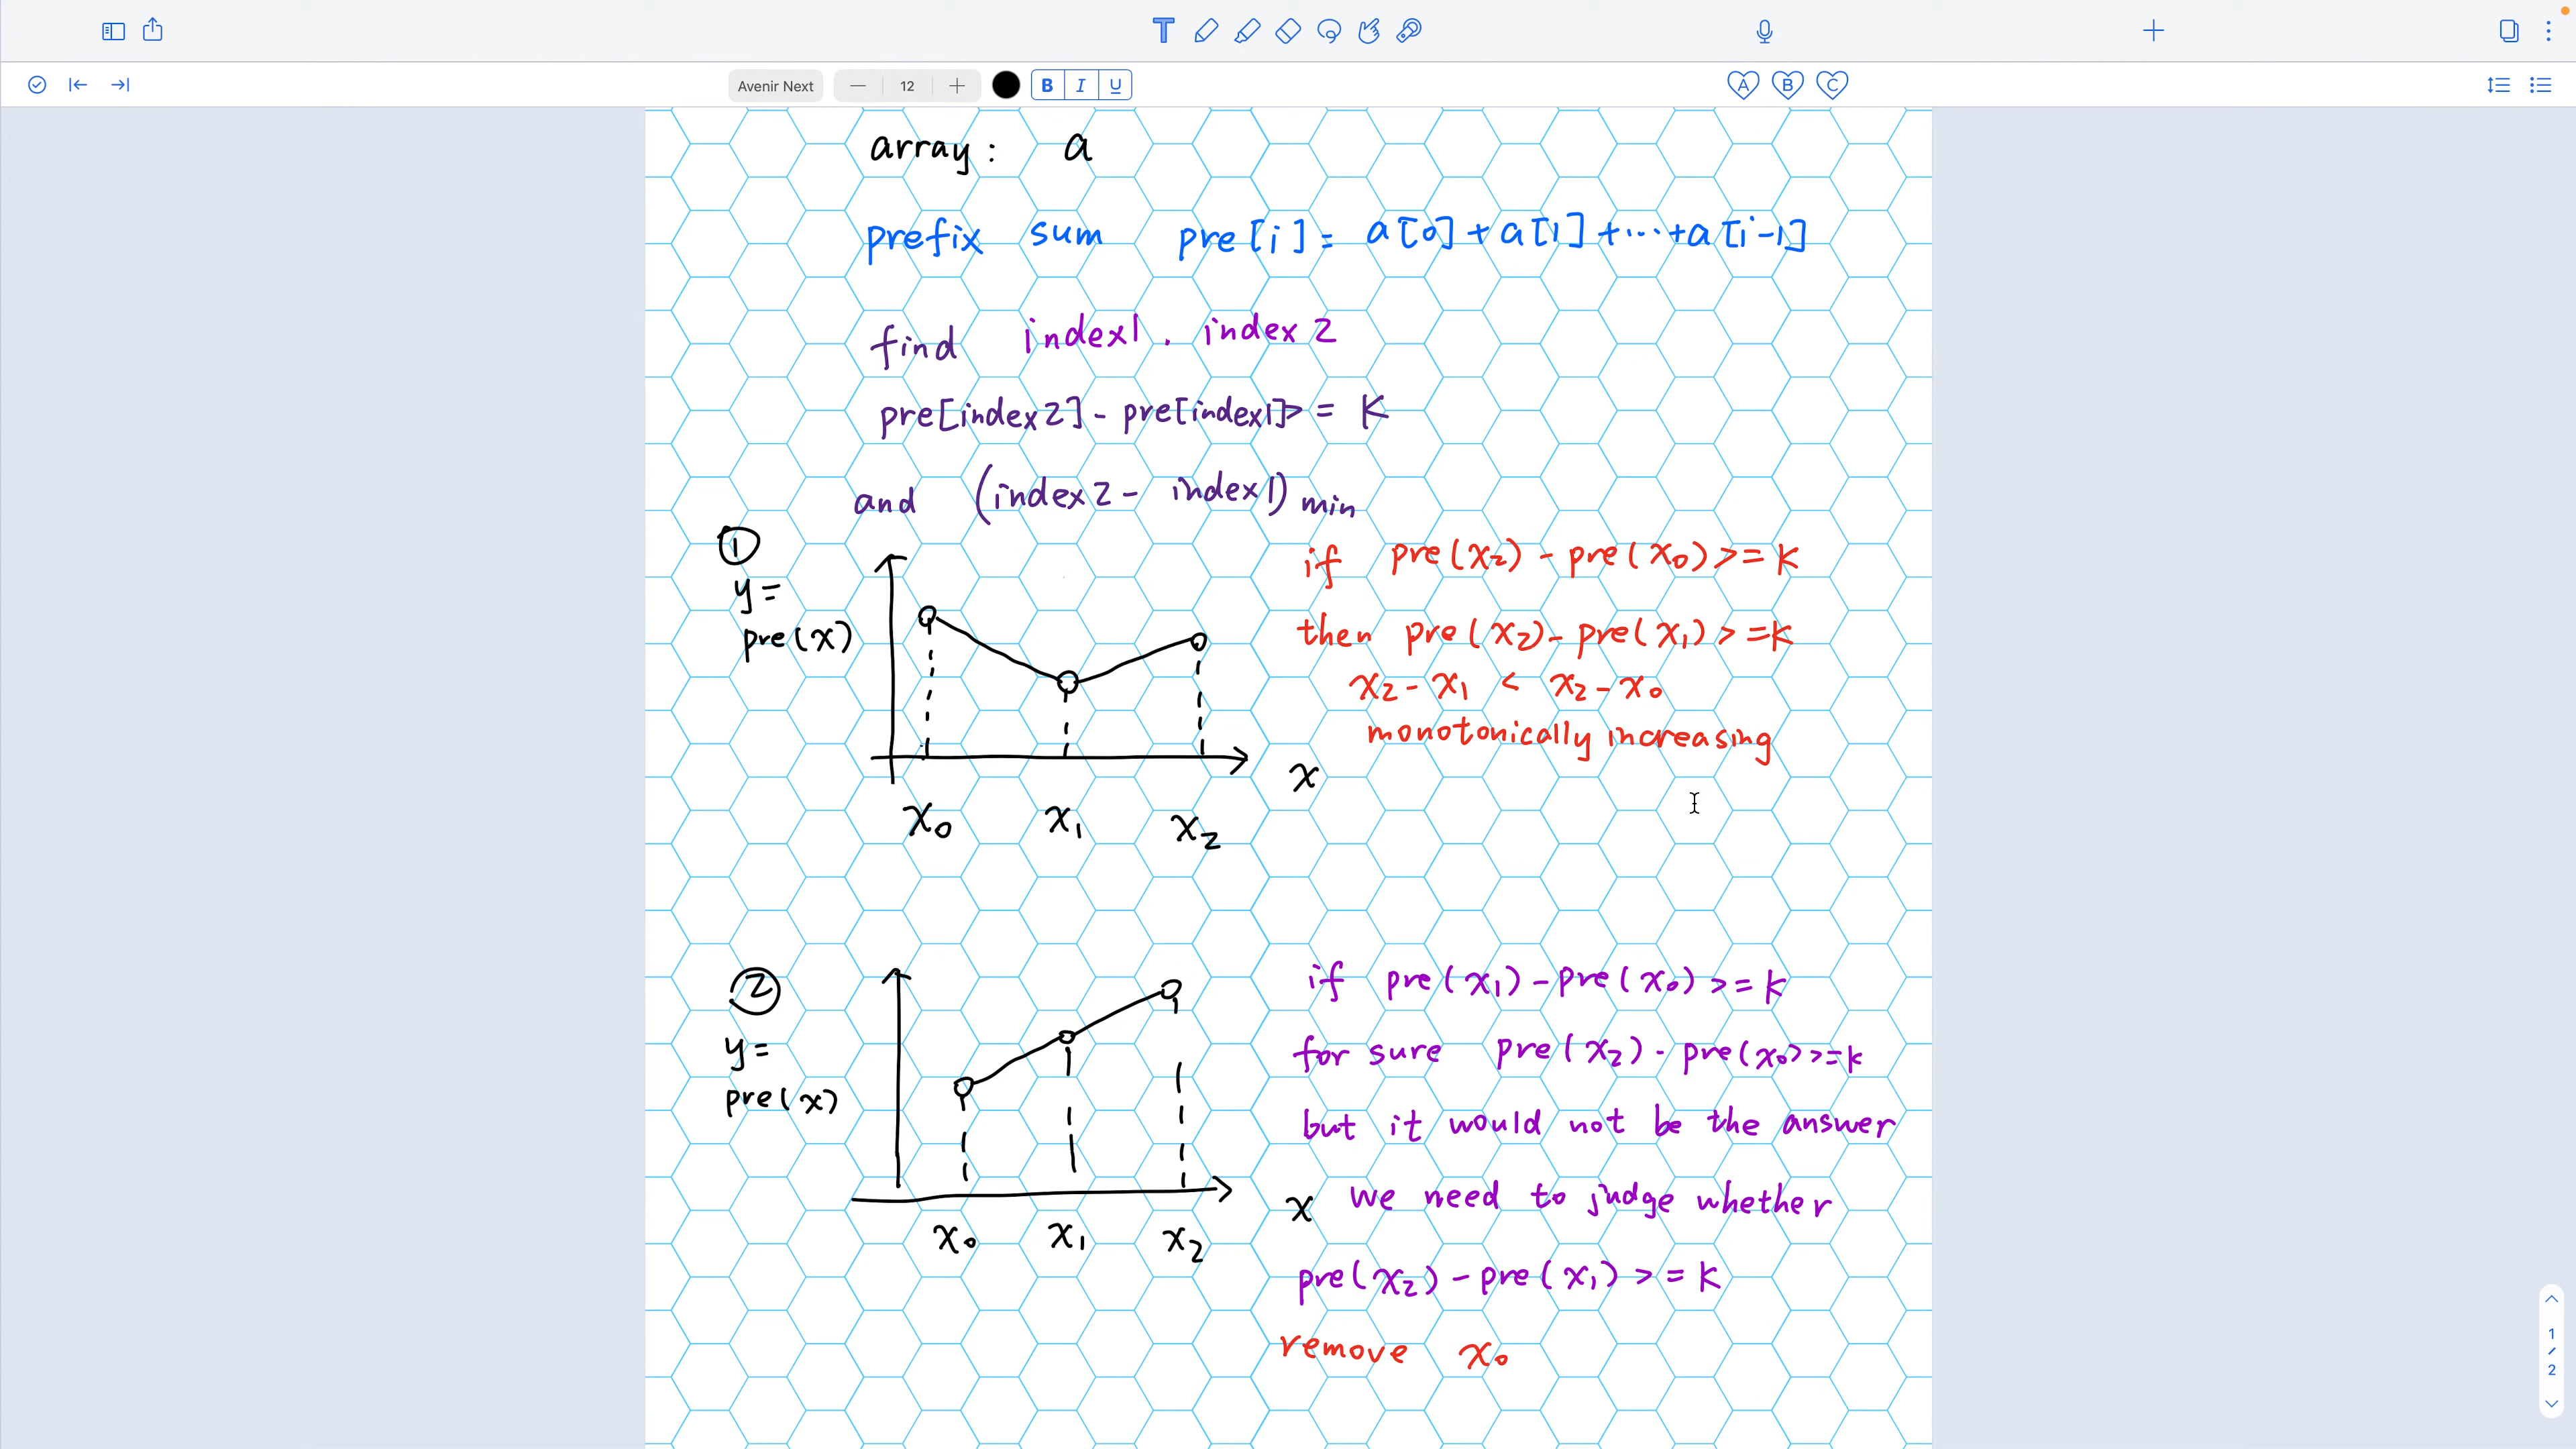 Avenir Next
12
B I U
A B C
array: a
prefix sum pre[i] = a[0] + a[1] + ... + a[i-1]
find index1 . index 2
pre[index 2] - pre[index1] >= K
and (index 2 - index 1) min
①
y =
pre(x)
x₀ x₁ x₂
x
if pre(x₂) - pre(x₀) >= K
then pre(x₂) - pre(x₁) >= K
x₂ - x₁ < x₂ - x₀
monotonically increasing
②
y =
pre(x)
x₀ x₁ x₂
x
if pre(x₁) - pre(x₀) >= K
for sure pre(x₂) - pre(x₀) >= K
but it would not be the answer
we need to judge whether
pre(x₂) - pre(x₁) >= K
remove x₀
1
/
2